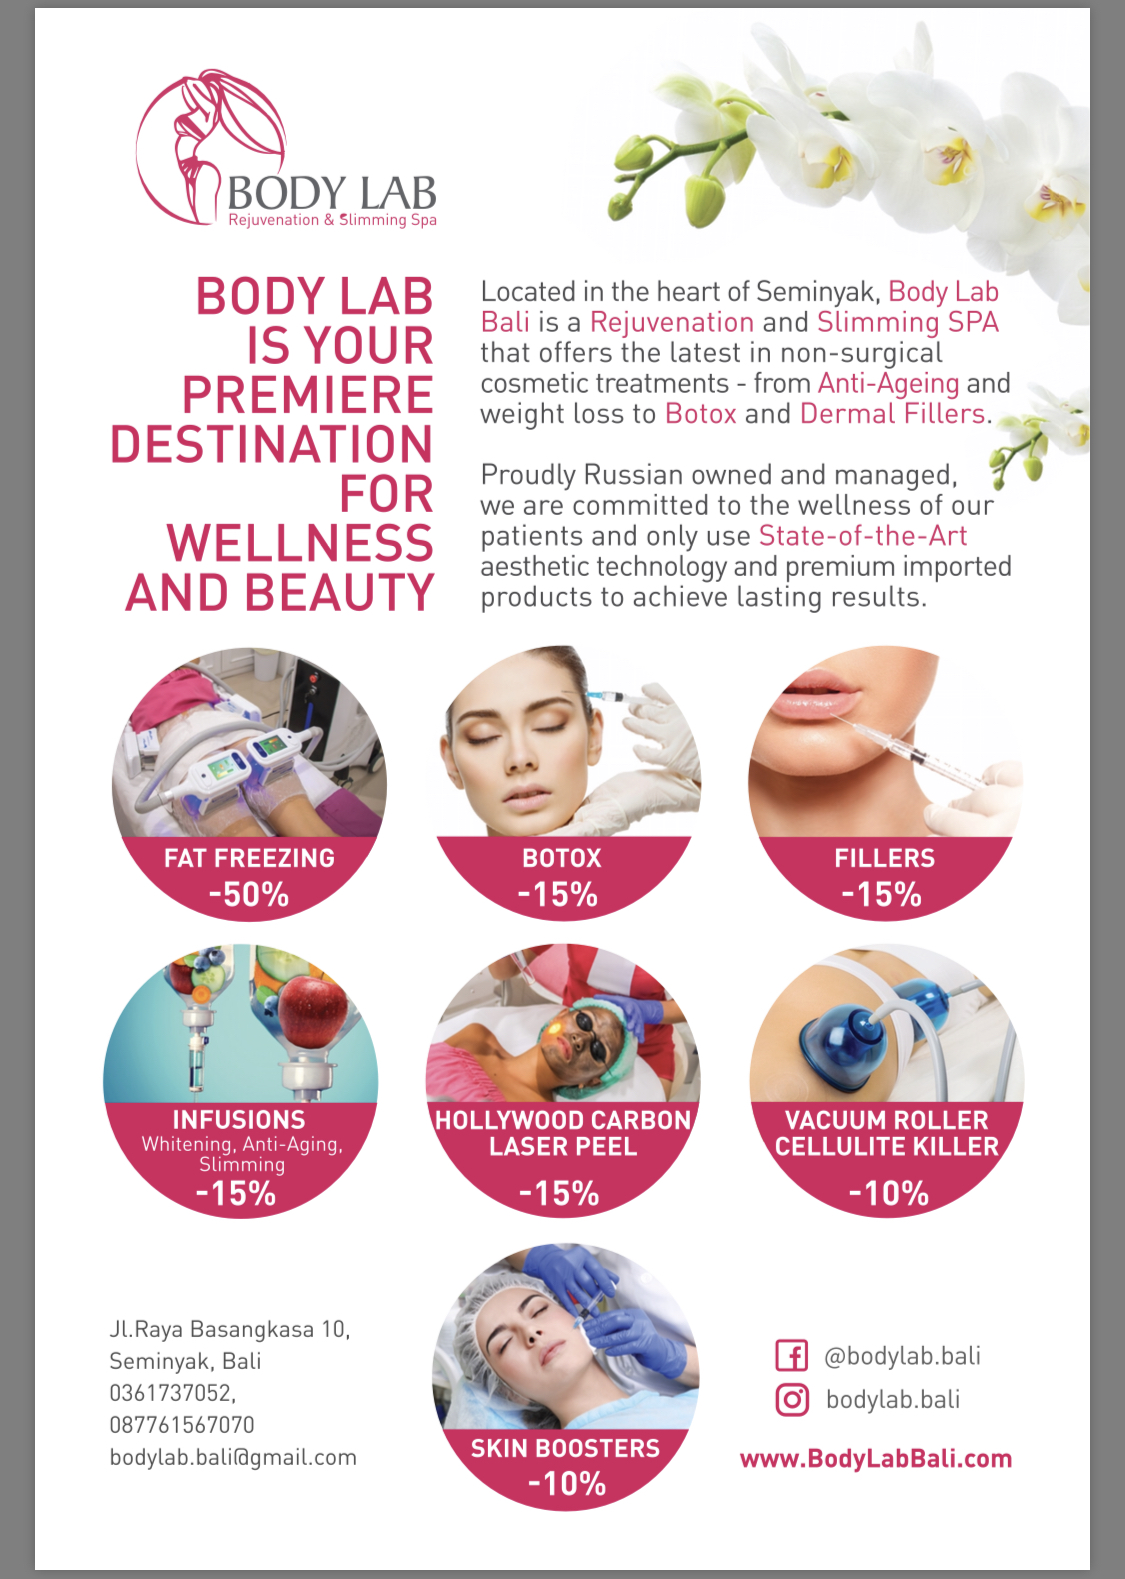 BODY LAB
Rejuvenation & Slimming Spa
BODY LAB
IS YOUR
PREMIERE
DESTINATION
FOR
WELLNESS
AND BEAUTY
Located in the heart of Seminyak, Body Lab
Bali is a Rejuvenation and Slimming SPA
that offers the latest in non-surgical
cosmetic treatments - from Anti-Ageing and
weight loss to Botox and Dermal Fillers.
Proudly Russian owned and managed,
we are committed to the wellness of our
patients and only use State-of-the-Art
aesthetic technology and premium imported
products to achieve lasting results.
FAT FREEZING
-50%
BOTOX
-15%
FILLERS
-15%
INFUSIONS
Whitening, Anti-Aging,
Slimming
-15%
HOLLYWOOD CARBON
LASER PEEL
-15%
VACUUM ROLLER
CELLULITE KILLER
-10%
SKIN BOOSTERS
-10%
Jl.Raya Basangkasa 10,
Seminyak, Bali
0361737052,
087761567070
bodylab.bali@gmail.com
@bodylab.bali
bodylab.bali
www.BodyLabBali.com